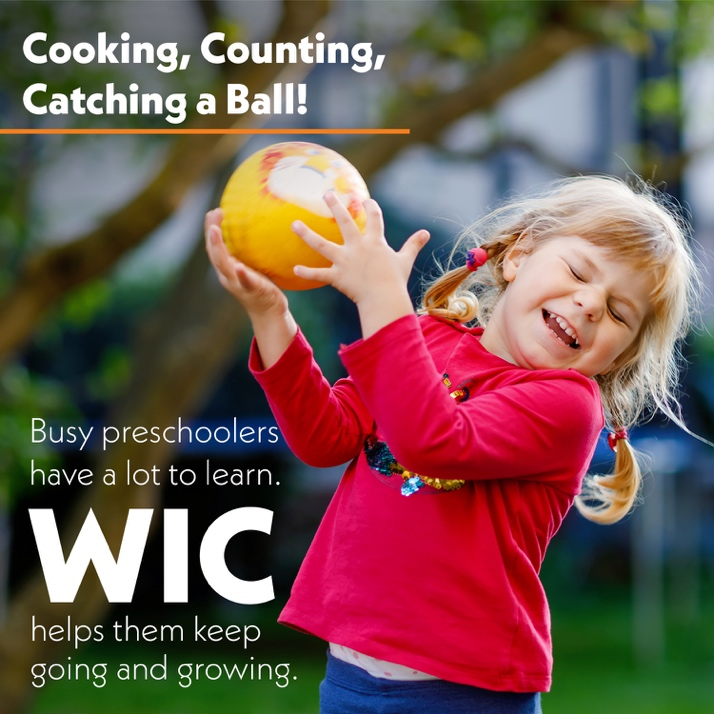 Cooking, Counting,
Catching a Ball!
Busy preschoolers
have a lot to learn.
WIC
helps them keep
going and growing.